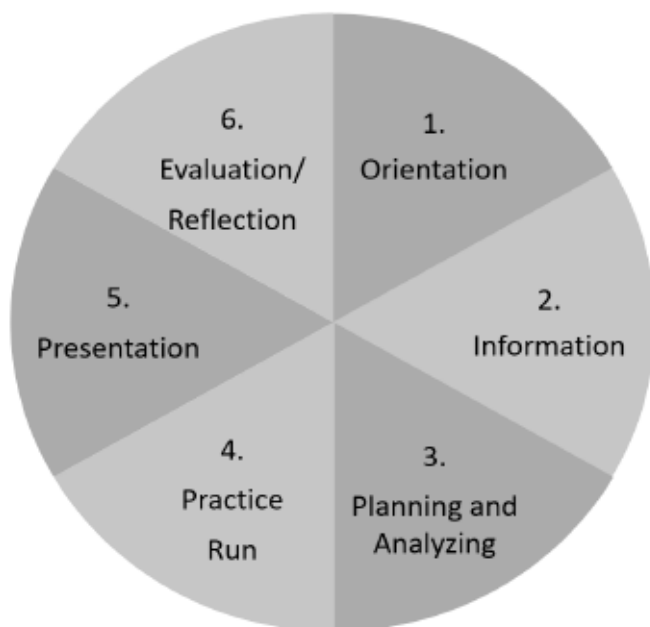 1.
Orientation
2.
Information
3.
Planning and
Analyzing
4.
Practice
Run
5.
Presentation
6.
Evaluation/
Reflection